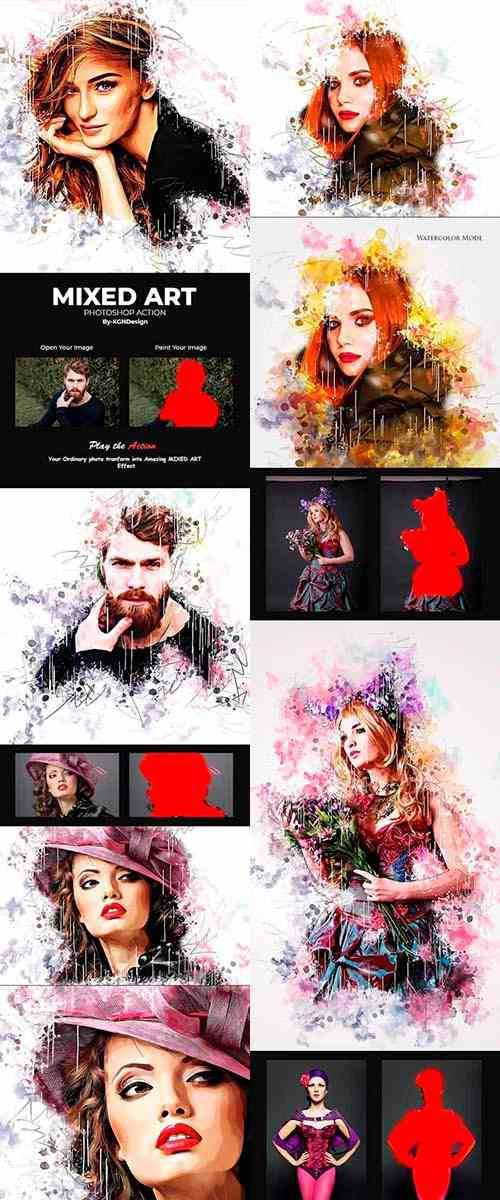 WATERCOLOR MODE
MIXED ART
PHOTOSHOP ACTION
By-KGHDesign
Open Your Image
Paint Your Image
Play the Action
Your Ordinary photo tranform into Amazing MIXED ART
Effect